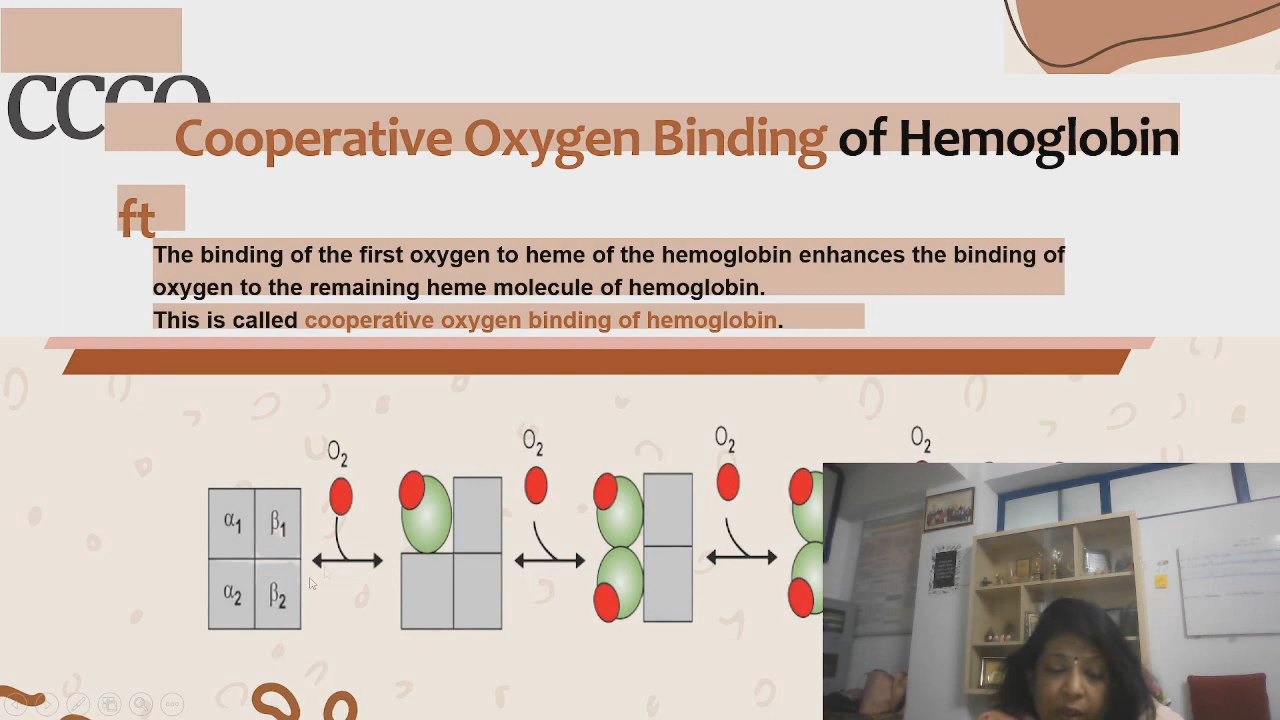 CCCO
Cooperative Oxygen Binding of Hemoglobin
ft
The binding of the first oxygen to heme of the hemoglobin enhances the binding of
oxygen to the remaining heme molecule of hemoglobin.
This is called cooperative oxygen binding of hemoglobin.
O2 O2 O2 O2
α1 β1
α2 β2